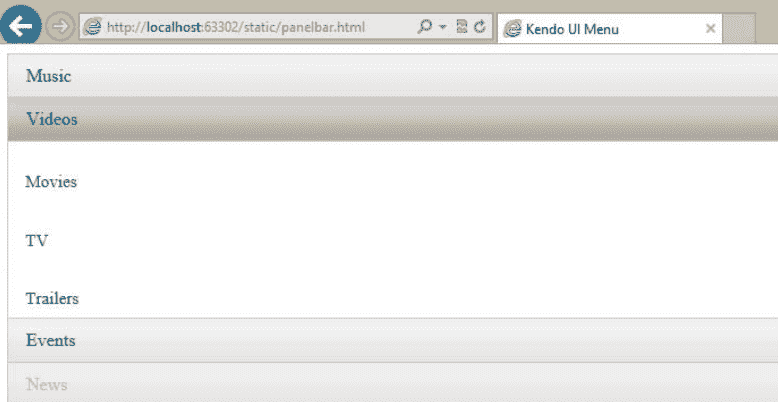 http://localhost:63302/static/panelbar.html
Kendo UI Menu
Music
Videos
Movies
TV
Trailers
Events
News